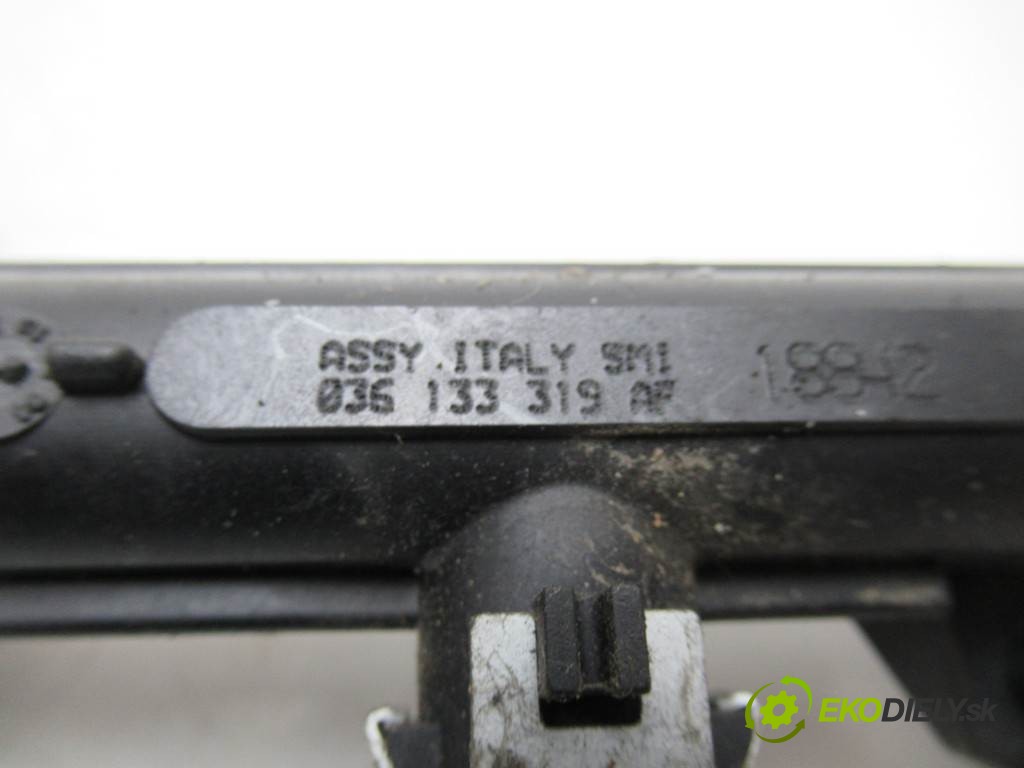 ASSY ITALY SMI
036 133 319 AF
18842
EKODIELY.sk